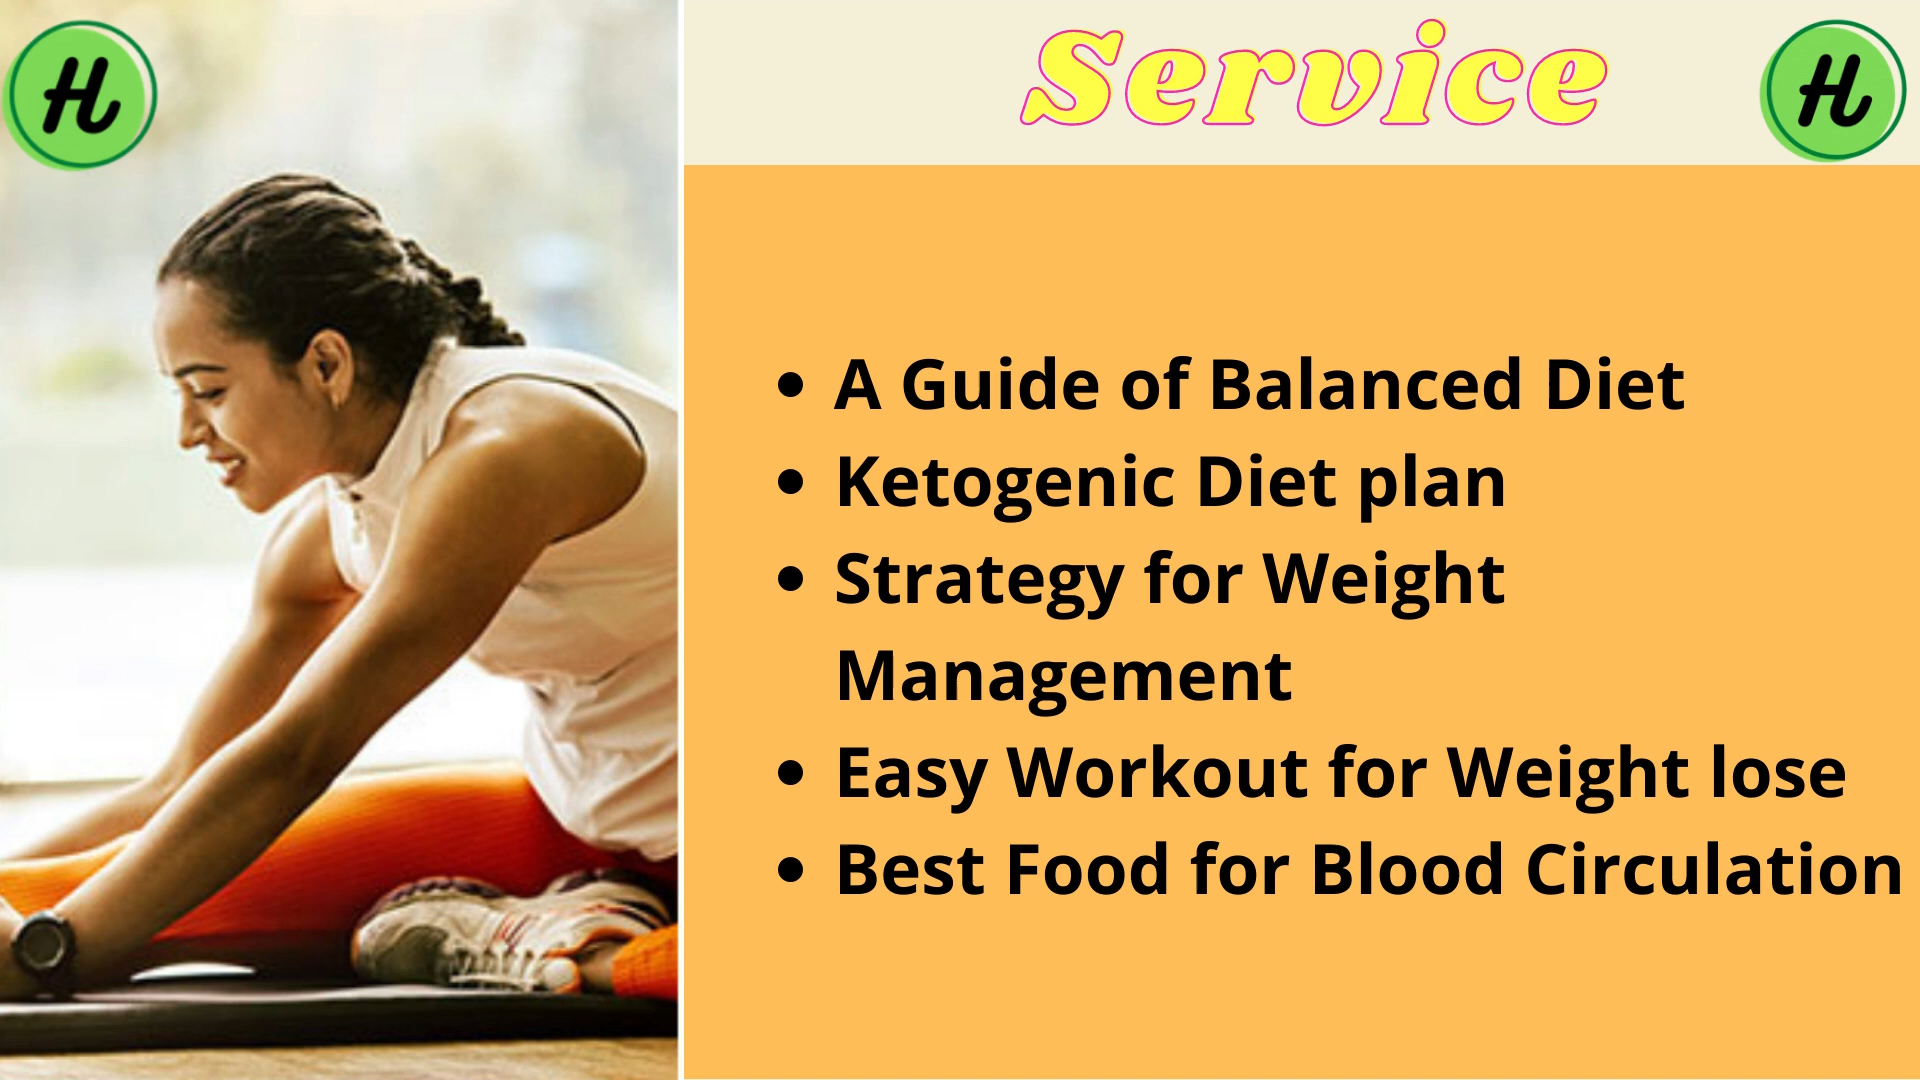 H
Service
H
• A Guide of Balanced Diet
• Ketogenic Diet plan
• Strategy for Weight
Management
• Easy Workout for Weight lose
• Best Food for Blood Circulation